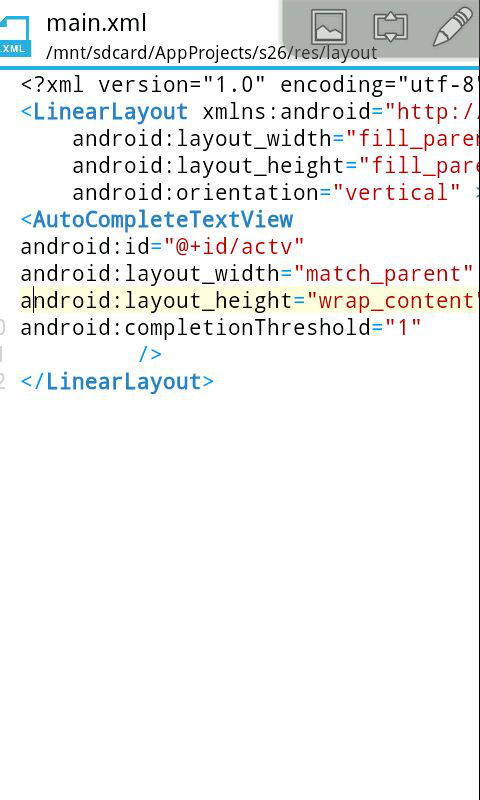 main.xml
.XML
/mnt/sdcard/AppProjects/s26/res/layout
<?xml version="1.0" encoding="utf-8"
<LinearLayout xmlns:android="http:/
android:layout_width="fill_pare
android:layout_height="fill_pare
android:orientation="vertical" >
<AutoCompleteTextView
android:id="@+id/actv"
android:layout_width="match_parent"
android:layout_height="wrap_content"
0 android:completionThreshold="1"
1 />
2 </LinearLayout>